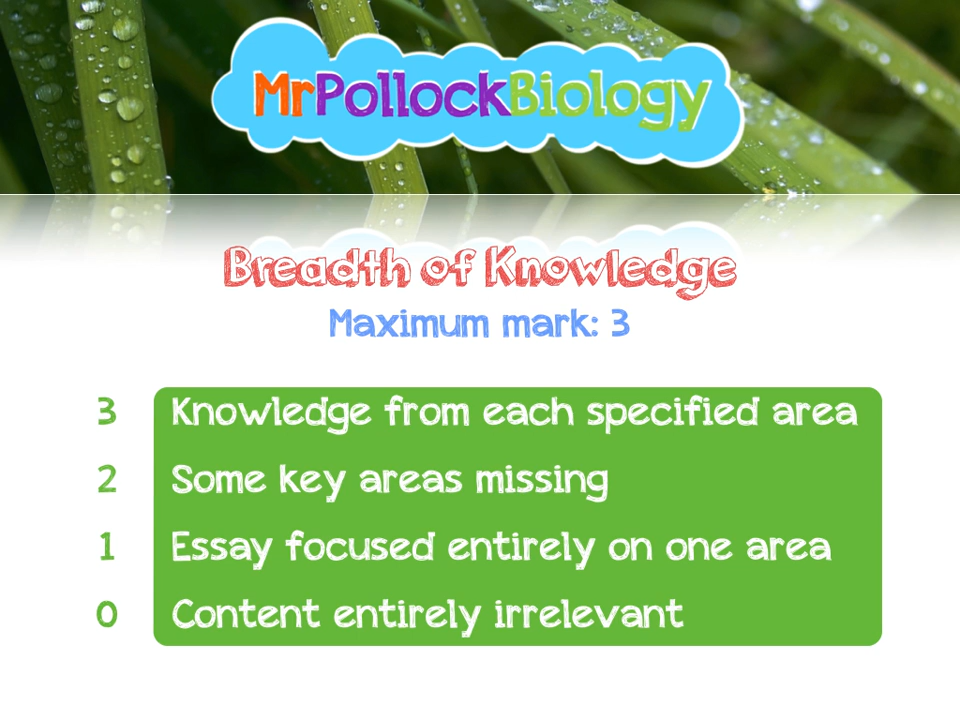 MrPollockBiology
Breadth of Knowledge
Maximum mark: 3
3 Knowledge from each specified area
2 Some key areas missing
1 Essay focused entirely on one area
0 Content entirely irrelevant